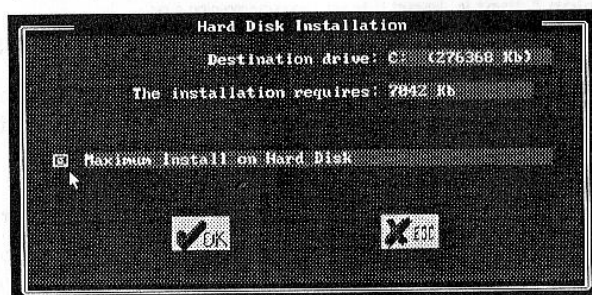 Hard Disk Installation
Destination drive: C: (276368 Kb)
The installation requires: 7042 Kb
Maximum Install on Hard Disk
OK
ESC